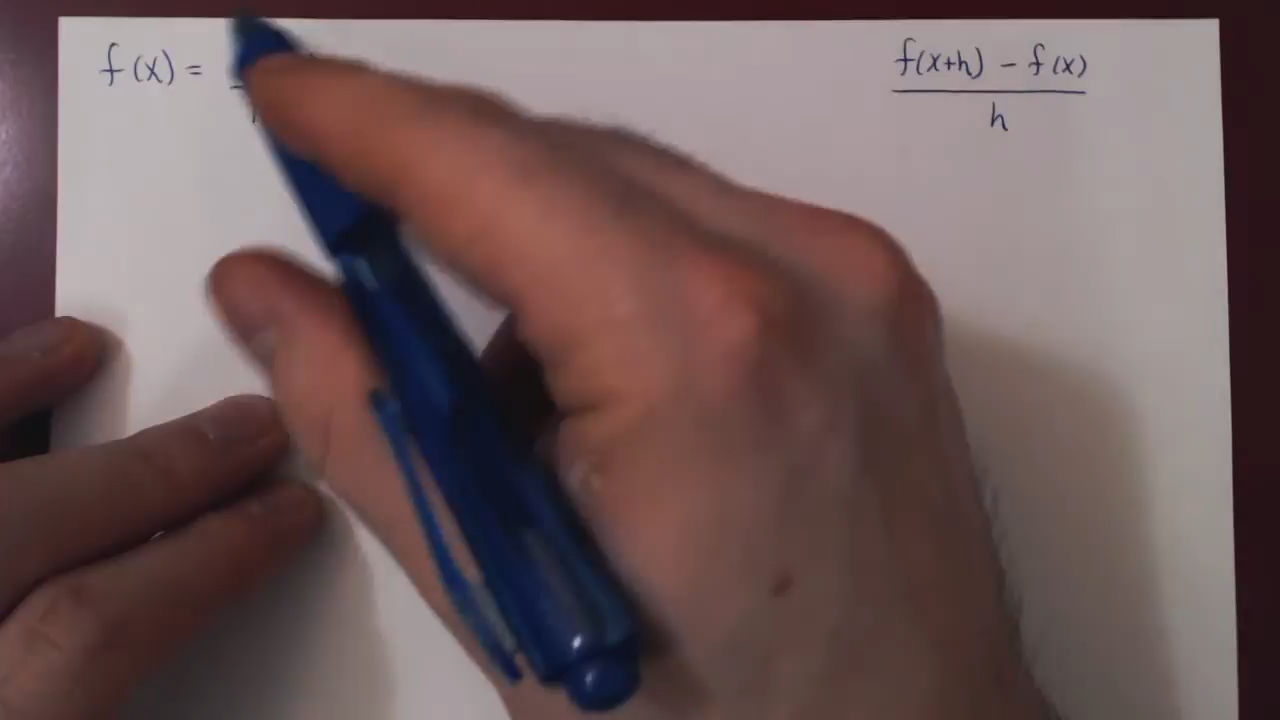 f(x) =
f(x+h) - f(x)
h